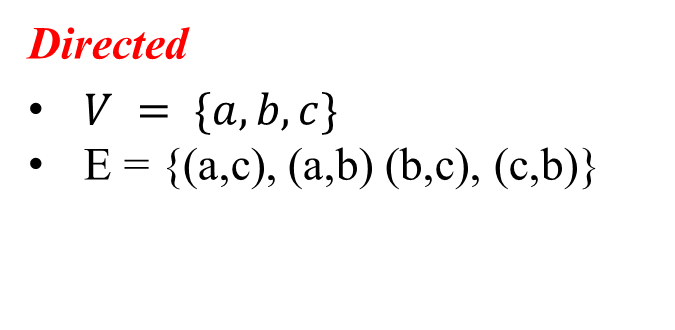 Directed
• V = {a, b, c}
• E = {(a,c), (a,b) (b,c), (c,b)}